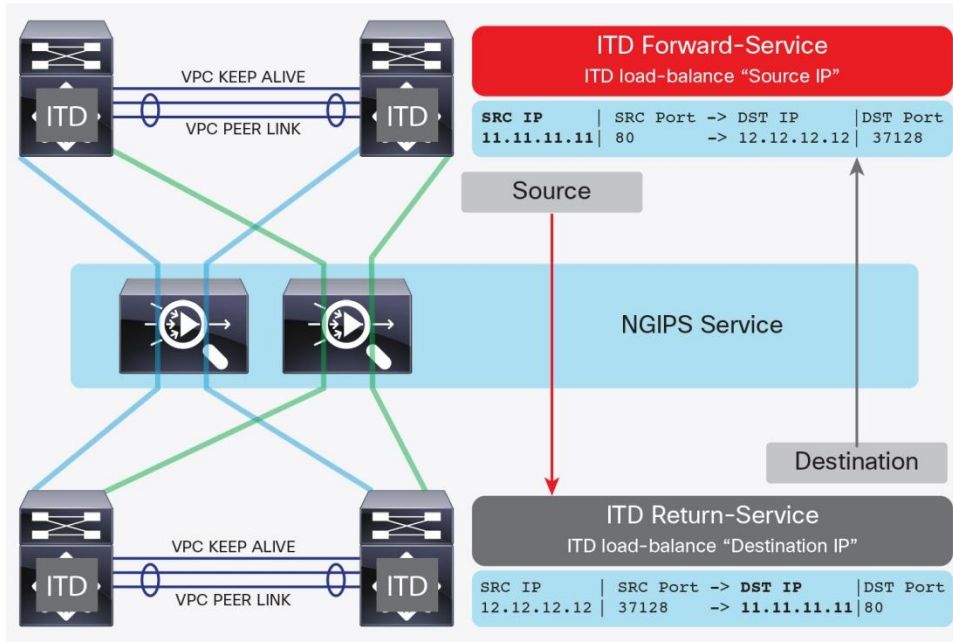 ITD
VPC KEEP ALIVE
VPC PEER LINK
ITD
ITD Forward-Service
ITD load-balance “Source IP”
SRC IP | SRC Port -> DST IP |DST Port
11.11.11.11| 80 -> 12.12.12.12| 37128
Source
NGIPS Service
Destination
ITD
VPC KEEP ALIVE
VPC PEER LINK
ITD
ITD Return-Service
ITD load-balance “Destination IP”
SRC IP |SRC Port -> DST IP |DST Port
12.12.12.12 | 37128 -> 11.11.11.11|80